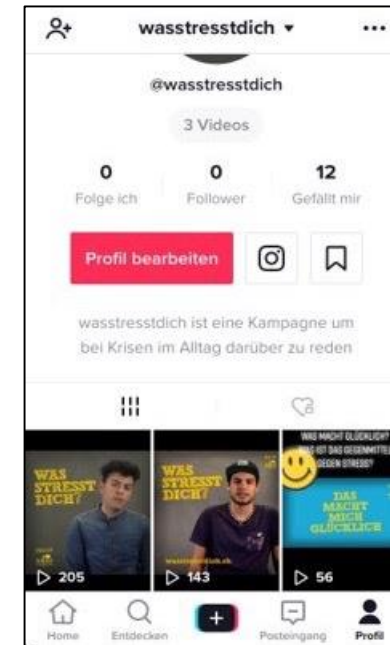 wasstresstdich
@wasstresstdich
3 Videos
0 0 12
Folge ich Follower Gefällt mir
Profil bearbeiten
wasstresstdich ist eine Kampagne um
bei Krisen im Alltag darüber zu reden
WAS
STRESST
DICH?
205
WAS
STRESST
DICH?
wasstresstdich.ch
143
WAS MACHT GLÜCKLICH?
WAS IST DAS GEGENMITTEL
GEGEN STRESS?
DAS
MACHT
MICH
GLÜCKLICH
56
Home Entdecken Posteingang Profil